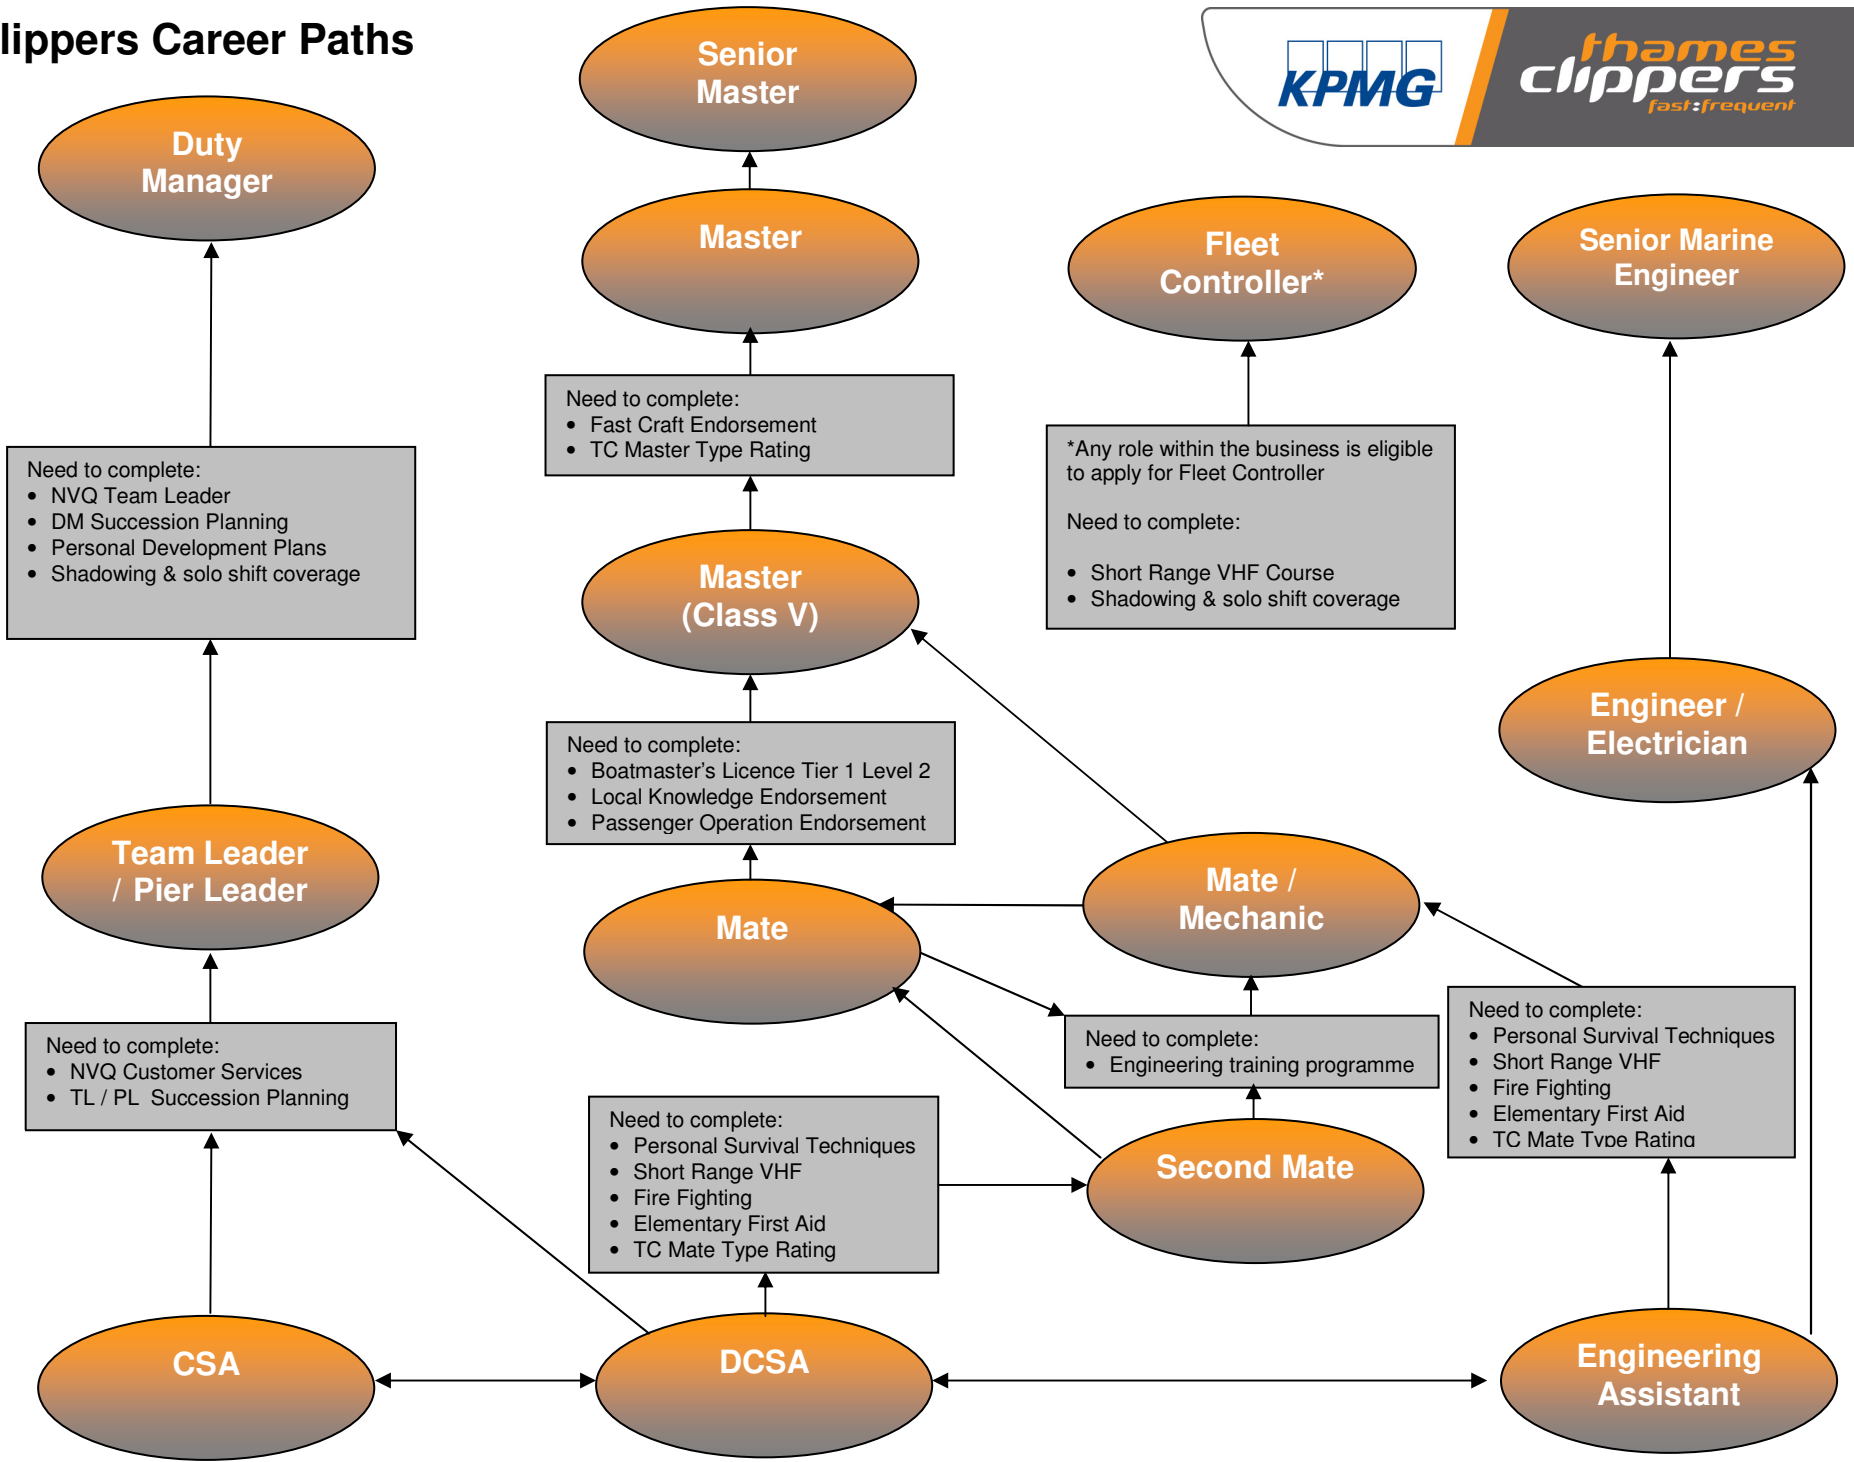 lippers Career Paths
KPMG
thames
clippers
fast:frequent
Senior
Master
Duty
Manager
Master
Fleet
Controller*
Senior Marine
Engineer
Need to complete:
• Fast Craft Endorsement
• TC Master Type Rating
*Any role within the business is eligible
to apply for Fleet Controller
Need to complete:
• Short Range VHF Course
• Shadowing & solo shift coverage
Need to complete:
• NVQ Team Leader
• DM Succession Planning
• Personal Development Plans
• Shadowing & solo shift coverage
Master
(Class V)
Engineer /
Electrician
Need to complete:
• Boatmaster's Licence Tier 1 Level 2
• Local Knowledge Endorsement
• Passenger Operation Endorsement
Team Leader
/ Pier Leader
Mate /
Mechanic
Mate
Need to complete:
• NVQ Customer Services
• TL / PL Succession Planning
Need to complete:
• Engineering training programme
Need to complete:
• Personal Survival Techniques
• Short Range VHF
• Fire Fighting
• Elementary First Aid
• TC Mate Type Rating
Need to complete:
• Personal Survival Techniques
• Short Range VHF
• Fire Fighting
• Elementary First Aid
• TC Mate Type Rating
Second Mate
CSA
DCSA
Engineering
Assistant